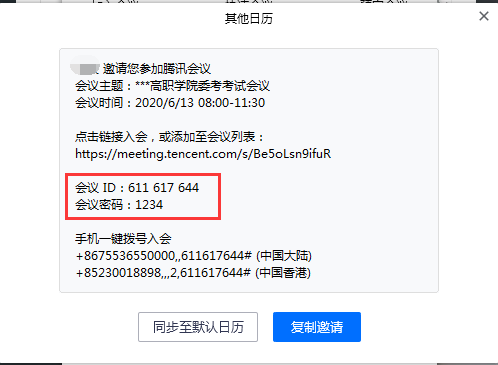 其他日历
邀请您参加腾讯会议
会议主题：***高职学院委考考试会议
会议时间：2020/6/13 08:00-11:30
点击链接入会，或添加至会议列表：
https://meeting.tencent.com/s/Be5oLsn9ifuR
会议 ID：611 617 644
会议密码：1234
手机一键拨号入会
+8675536550000,,611617644# (中国大陆)
+85230018898,,,2,611617644# (中国香港)
同步至默认日历
复制邀请